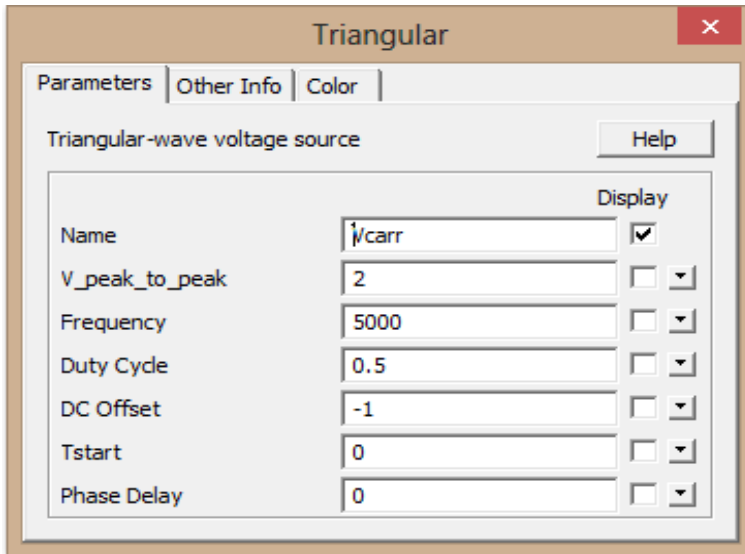 Triangular
Parameters Other Info Color
Triangular-wave voltage source Help
Display
Name Vcarr
V_peak_to_peak 2
Frequency 5000
Duty Cycle 0.5
DC Offset -1
Tstart 0
Phase Delay 0